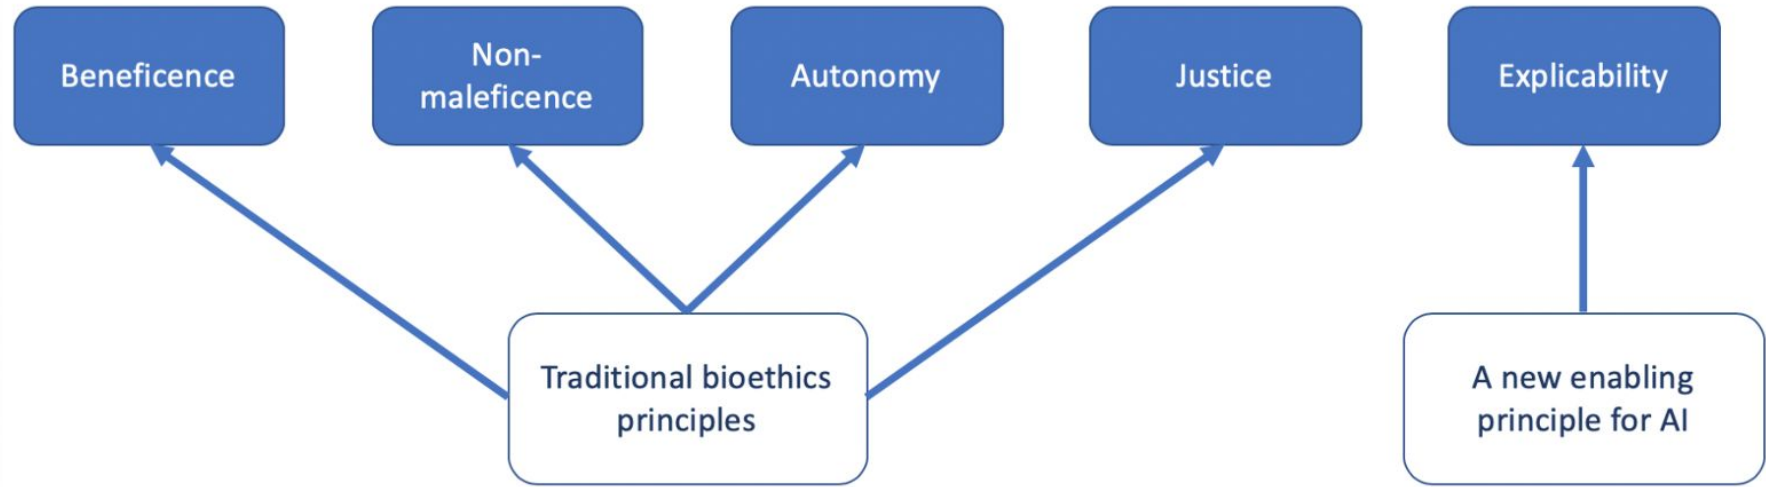 Beneficence
Non-
maleficence
Autonomy
Justice
Explicability
Traditional bioethics
principles
A new enabling
principle for AI